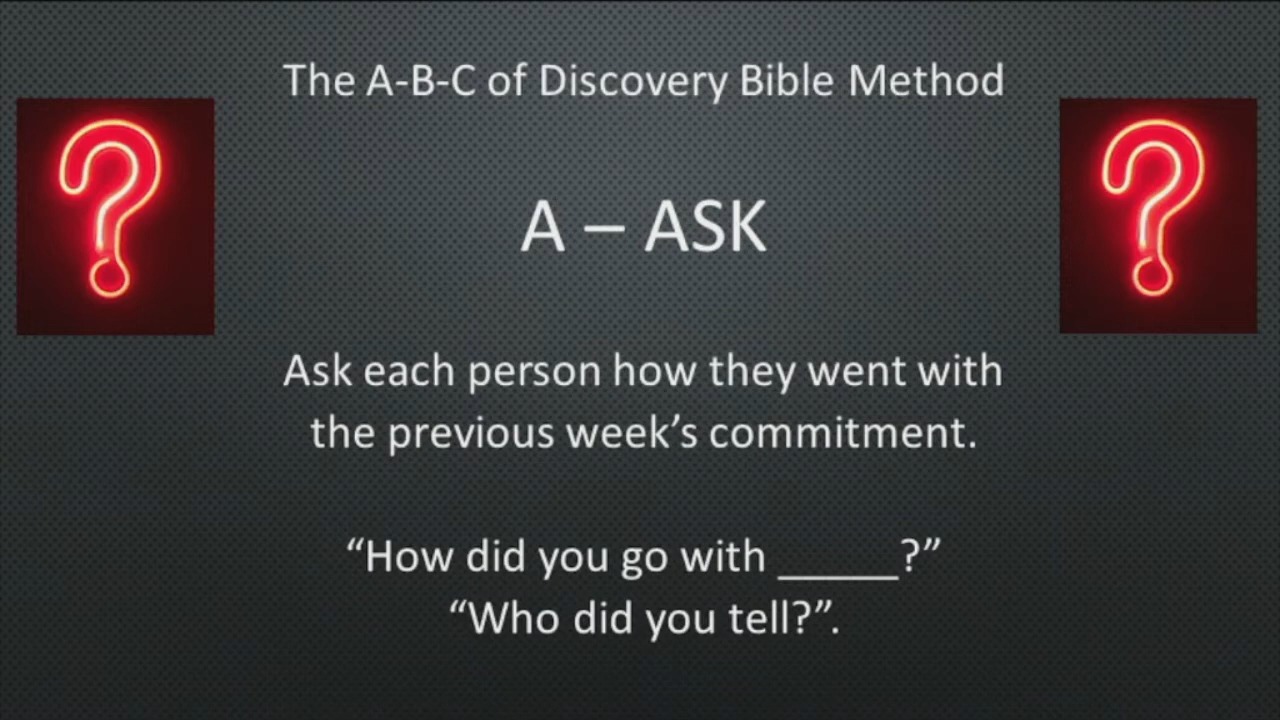 The A-B-C of Discovery Bible Method
A – ASK
Ask each person how they went with
the previous week’s commitment.
“How did you go with _____?”
“Who did you tell?”.